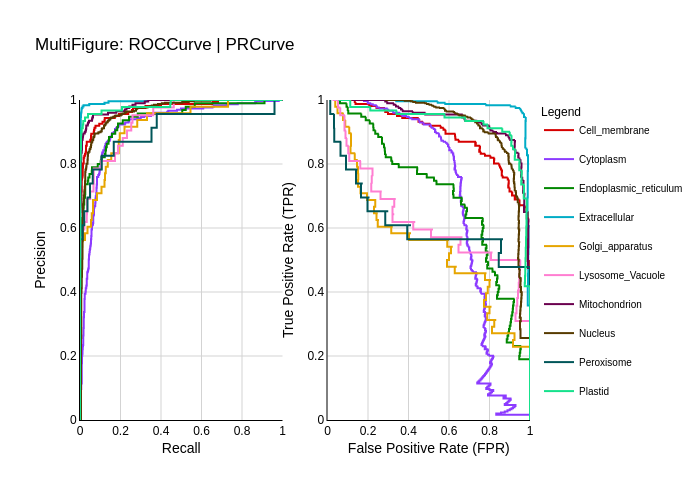 MultiFigure: ROCCurve | PRCurve
1
0.8
0.6
0.4
0.2
0
Precision
0 0.2 0.4 0.6 0.8 1
Recall
1
0.8
0.6
0.4
0.2
0
True Positive Rate (TPR)
0 0.2 0.4 0.6 0.8 1
False Positive Rate (FPR)
Legend
Cell_membrane
Cytoplasm
Endoplasmic_reticulum
Extracellular
Golgi_apparatus
Lysosome_Vacuole
Mitochondrion
Nucleus
Peroxisome
Plastid